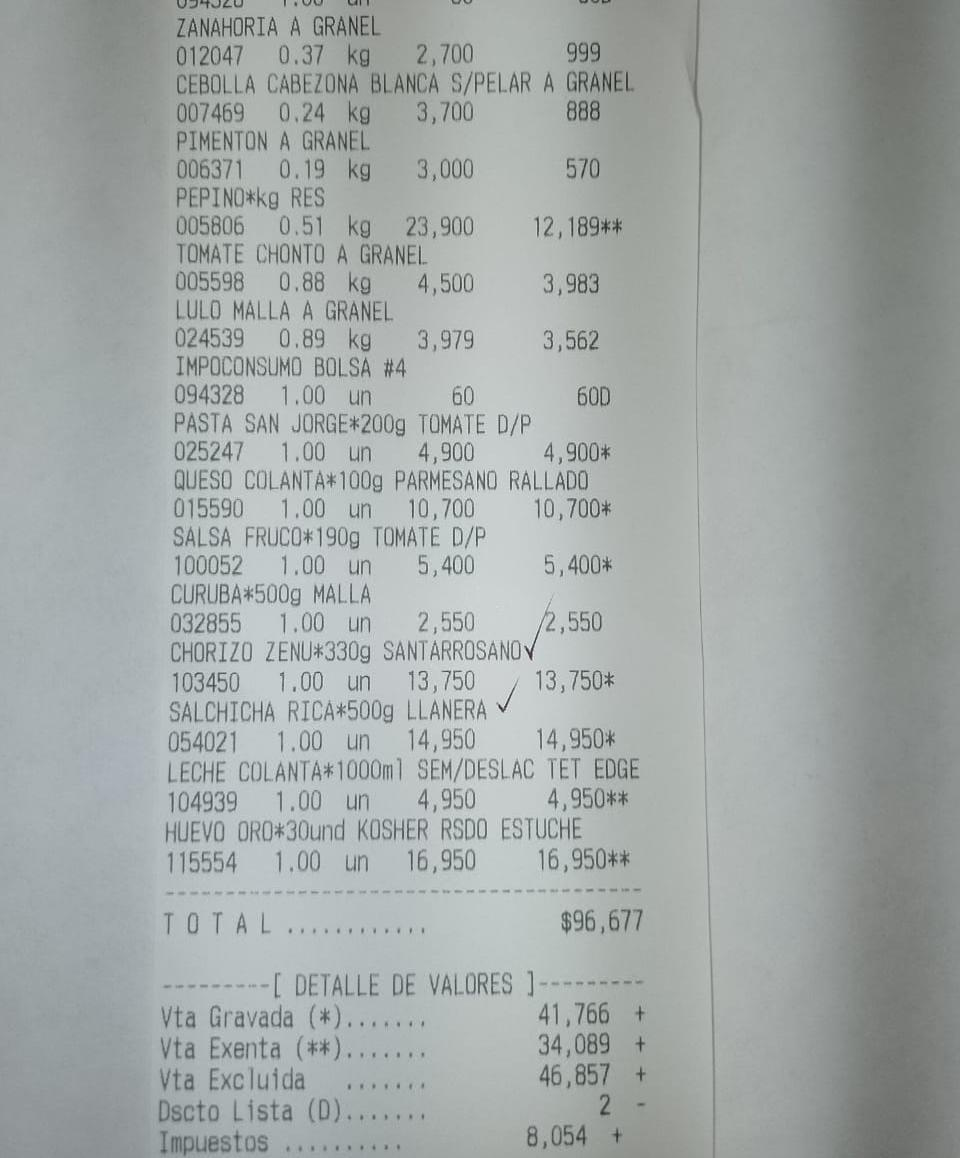 094328 1.00 un 60 60D
ZANAHORIA A GRANEL
012047 0.37 kg 2,700 999
CEBOLLA CABEZONA BLANCA S/PELAR A GRANEL
007469 0.24 kg 3,700 888
PIMENTON A GRANEL
006371 0.19 kg 3,000 570
PEPINO*kg RES
005806 0.51 kg 23,900 12,189**
TOMATE CHONTO A GRANEL
005598 0.88 kg 4,500 3,983
LULO MALLA A GRANEL
024539 0.89 kg 3,979 3,562
IMPOCONSUMO BOLSA #4
094328 1.00 un 60 60D
PASTA SAN JORGE*200g TOMATE D/P
025247 1.00 un 4,900 4,900*
QUESO COLANTA*100g PARMESANO RALLADO
015590 1.00 un 10,700 10,700*
SALSA FRUCO*190g TOMATE D/P
100052 1.00 un 5,400 5,400*
CURUBA*500g MALLA
032855 1.00 un 2,550 2,550
CHORIZO ZENU*330g SANTARROSANO
103450 1.00 un 13,750 13,750*
SALCHICHA RICA*500g LLANERA
054021 1.00 un 14,950 14,950*
LECHE COLANTA*1000ml SEM/DESLAC TET EDGE
104939 1.00 un 4,950 4,950**
HUEVO ORO*30und KOSHER RSDO ESTUCHE
115554 1.00 un 16,950 16,950**
----------------------------------------
T O T A L ............ $96,677
---------[ DETALLE DE VALORES ]---------
Vta Gravada (*)....... 41,766 +
Vta Exenta (**)....... 34,089 +
Vta Excluida ....... 46,857 +
Dscto Lista (D)....... 2 -
Impuestos .......... 8,054 +